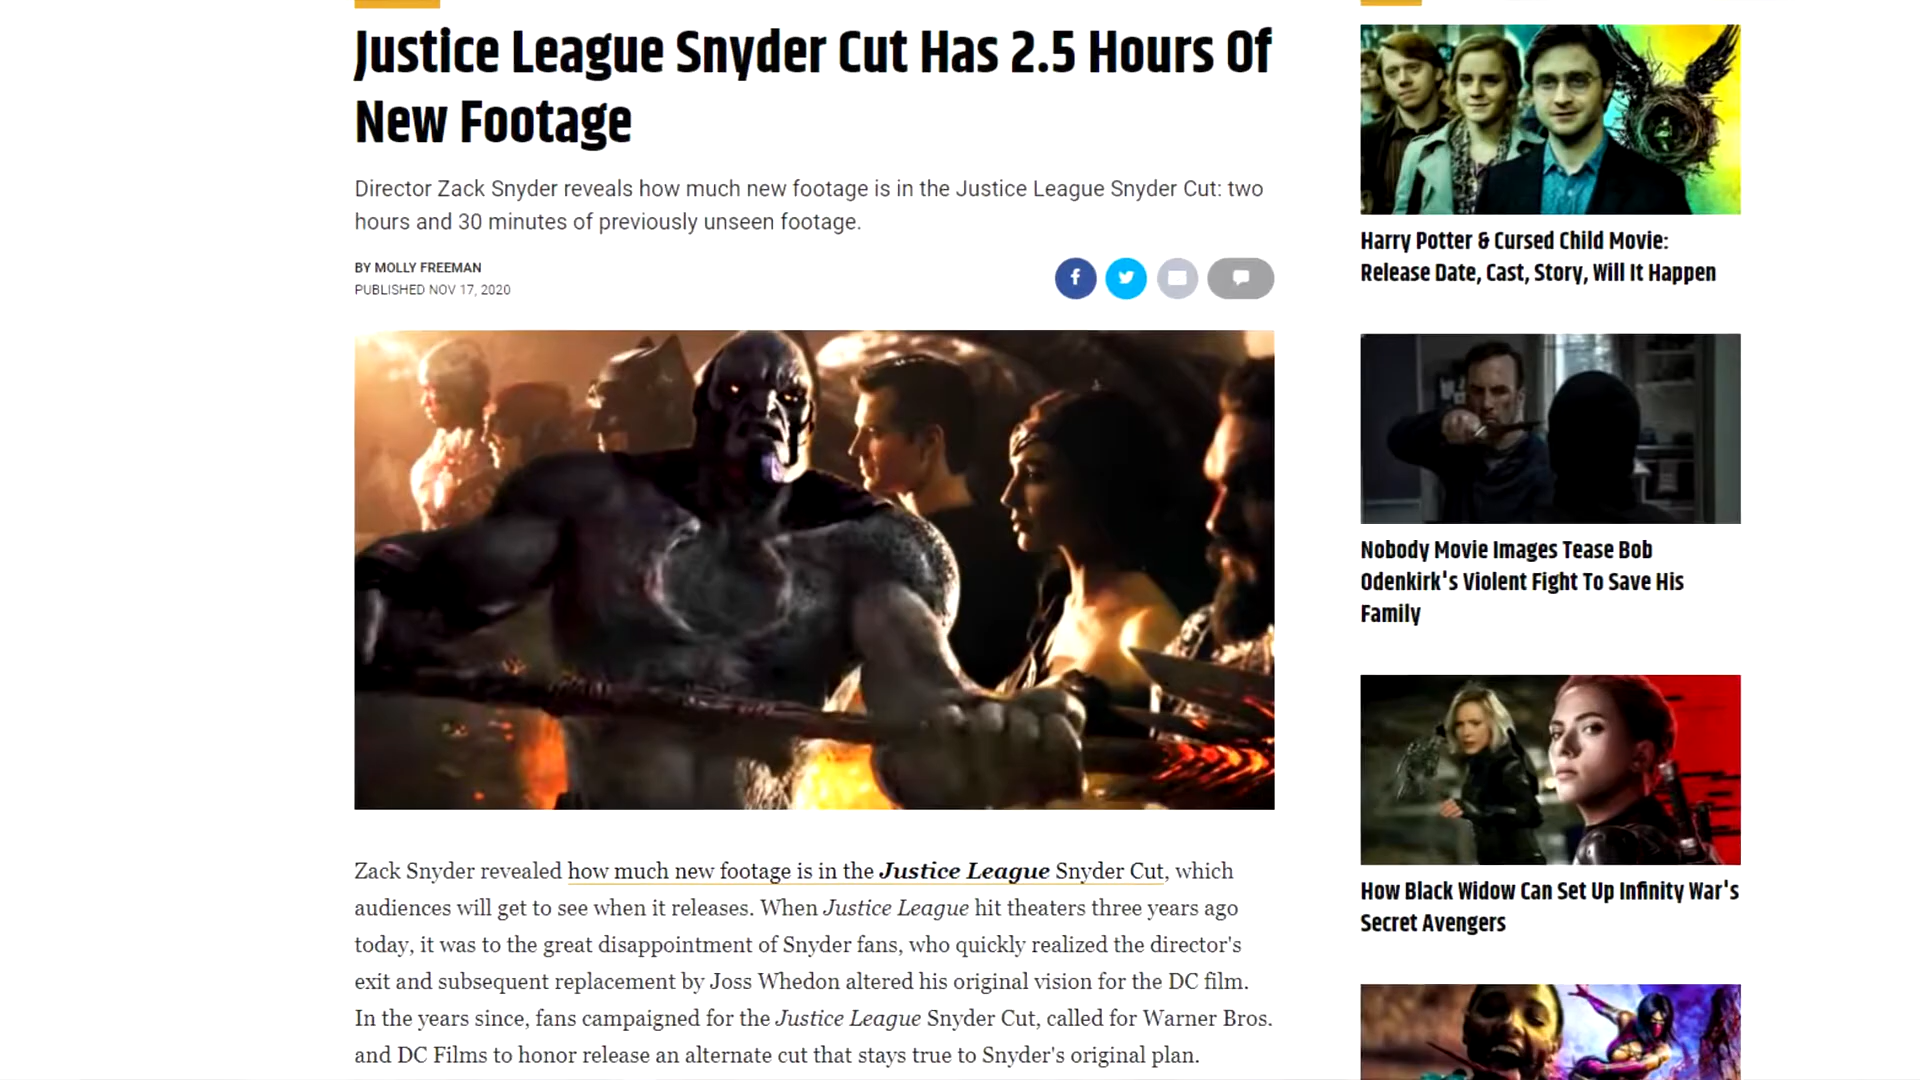 Justice League Snyder Cut Has 2.5 Hours Of
New Footage
Director Zack Snyder reveals how much new footage is in the Justice League Snyder Cut: two
hours and 30 minutes of previously unseen footage.
BY MOLLY FREEMAN
PUBLISHED NOV 17, 2020
Zack Snyder revealed how much new footage is in the Justice League Snyder Cut, which
audiences will get to see when it releases. When Justice League hit theaters three years ago
today, it was to the great disappointment of Snyder fans, who quickly realized the director's
exit and subsequent replacement by Joss Whedon altered his original vision for the DC film.
In the years since, fans campaigned for the Justice League Snyder Cut, called for Warner Bros.
and DC Films to honor release an alternate cut that stays true to Snyder's original plan.
Harry Potter & Cursed Child Movie:
Release Date, Cast, Story, Will It Happen
Nobody Movie Images Tease Bob
Odenkirk's Violent Fight To Save His
Family
How Black Widow Can Set Up Infinity War's
Secret Avengers